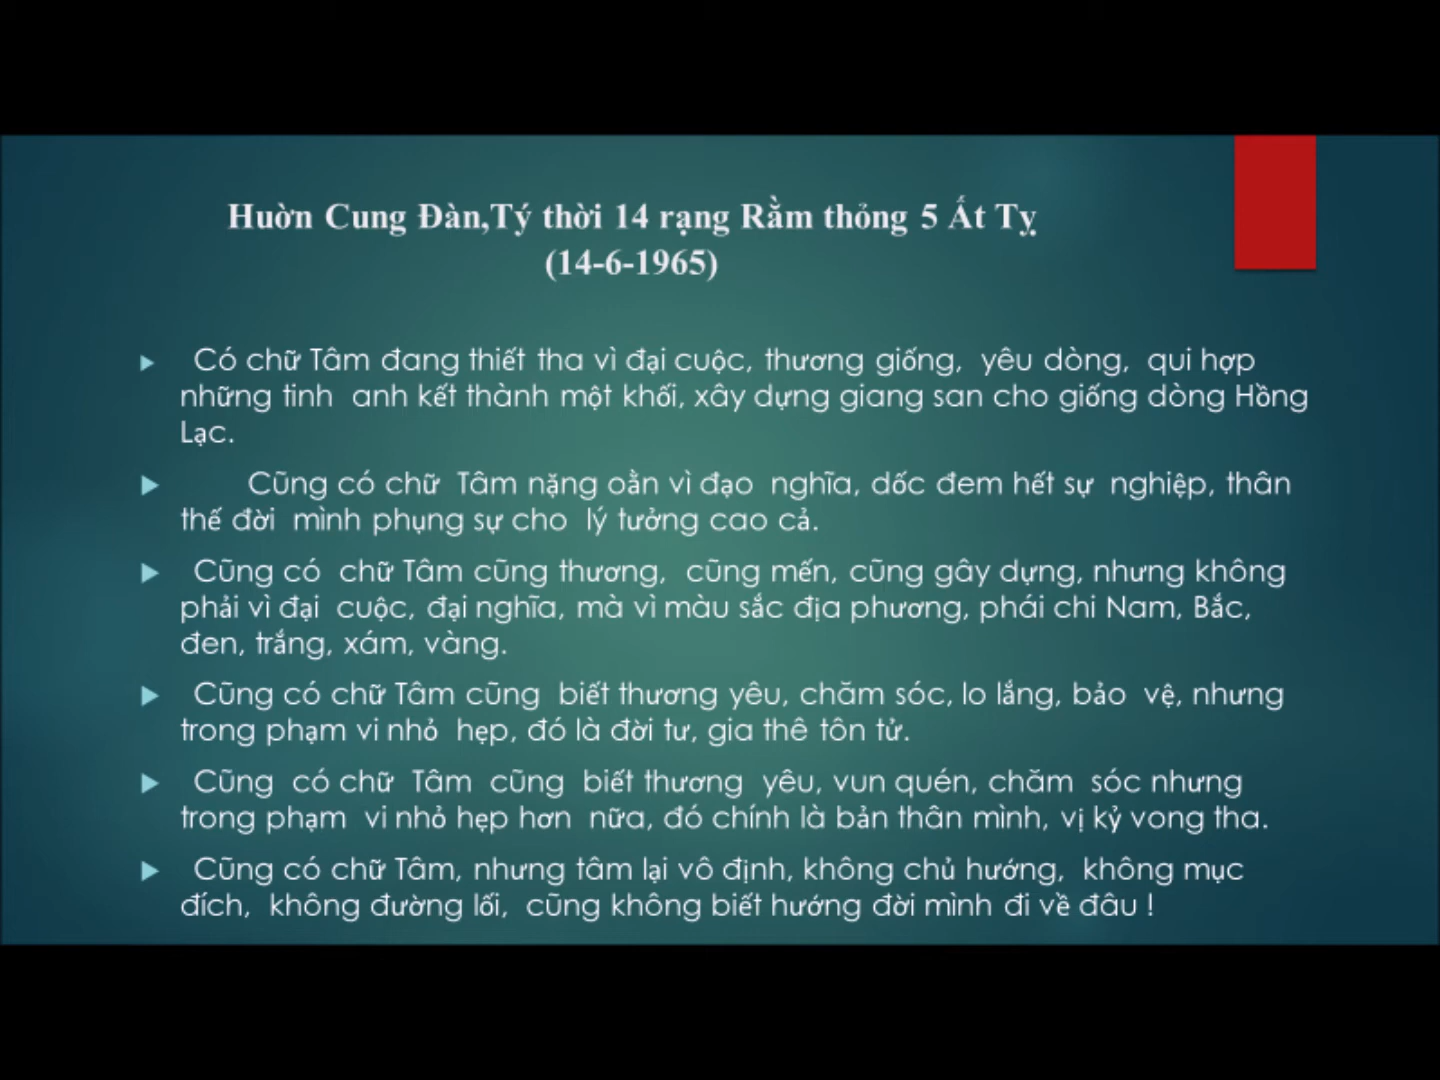 Huờn Cung Đàn,Tý thời 14 rạng Rằm thỏng 5 Ất Tỵ
(14-6-1965)
Có chữ Tâm đang thiết tha vì đại cuộc, thương giống, yêu dòng, qui hợp
những tinh anh kết thành một khối, xây dựng giang san cho giống dòng Hồng
Lạc.
Cũng có chữ Tâm nặng oằn vì đạo nghĩa, dốc đem hết sự nghiệp, thân
thế đời mình phụng sự cho lý tưởng cao cả.
Cũng có chữ Tâm cũng thương, cũng mến, cũng gây dựng, nhưng không
phải vì đại cuộc, đại nghĩa, mà vì màu sắc địa phương, phái chi Nam, Bắc,
đen, trắng, xám, vàng.
Cũng có chữ Tâm cũng biết thương yêu, chăm sóc, lo lắng, bảo vệ, nhưng
trong phạm vi nhỏ hẹp, đó là đời tư, gia thê tôn tử.
Cũng có chữ Tâm cũng biết thương yêu, vun quén, chăm sóc nhưng
trong phạm vi nhỏ hẹp hơn nữa, đó chính là bản thân mình, vị kỷ vong tha.
Cũng có chữ Tâm, nhưng tâm lại vô định, không chủ hướng, không mục
đích, không đường lối, cũng không biết hướng đời mình đi về đâu !